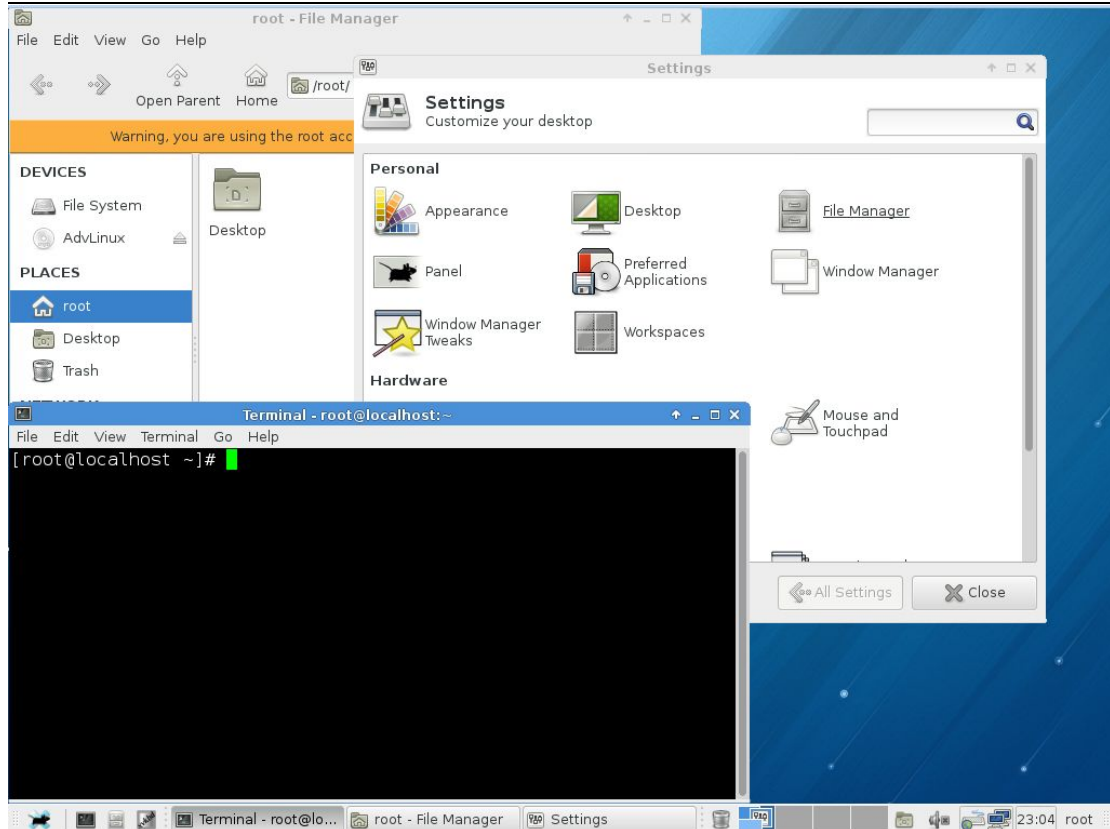 root - File Manager
File Edit View Go Help
Open Parent Home /root/
Warning, you are using the root acc
DEVICES
File System
AdvLinux
PLACES
root
Desktop
Trash
Desktop
Settings
Settings
Customize your desktop
Personal
Appearance
Desktop
File Manager
Panel
Preferred
Applications
Window Manager
Window Manager
Tweaks
Workspaces
Hardware
Mouse and
Touchpad
All Settings
Close
Terminal - root@localhost:~
File Edit View Terminal Go Help
[root@localhost ~]#
Terminal - root@lo...
root - File Manager
Settings
23:04
root